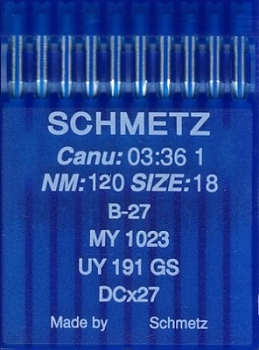 SCHMETZ
Canu: 03:36 1
NM:120 SIZE:18
B-27
MY 1023
UY 191 GS
DCx27
Made by Schmetz